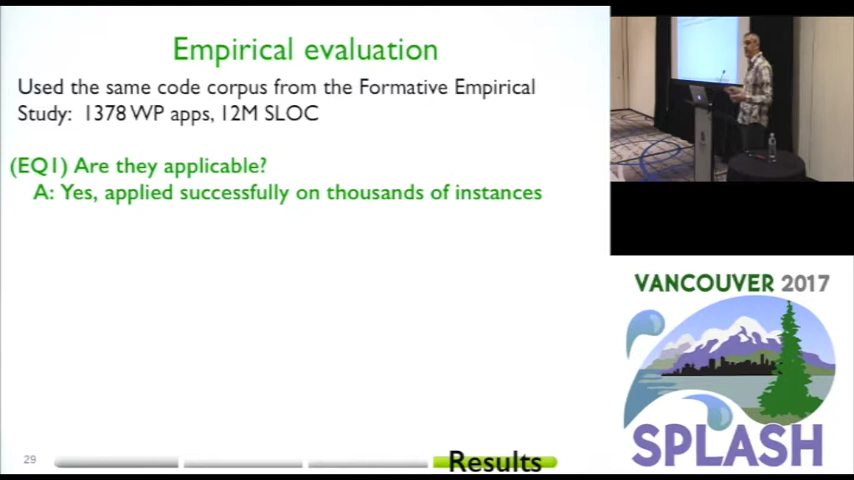 Empirical evaluation
Used the same code corpus from the Formative Empirical
Study: 1378 WP apps, 12M SLOC
(EQ1) Are they applicable?
A: Yes, applied successfully on thousands of instances
29
Results
VANCOUVER 2017
SPLASH